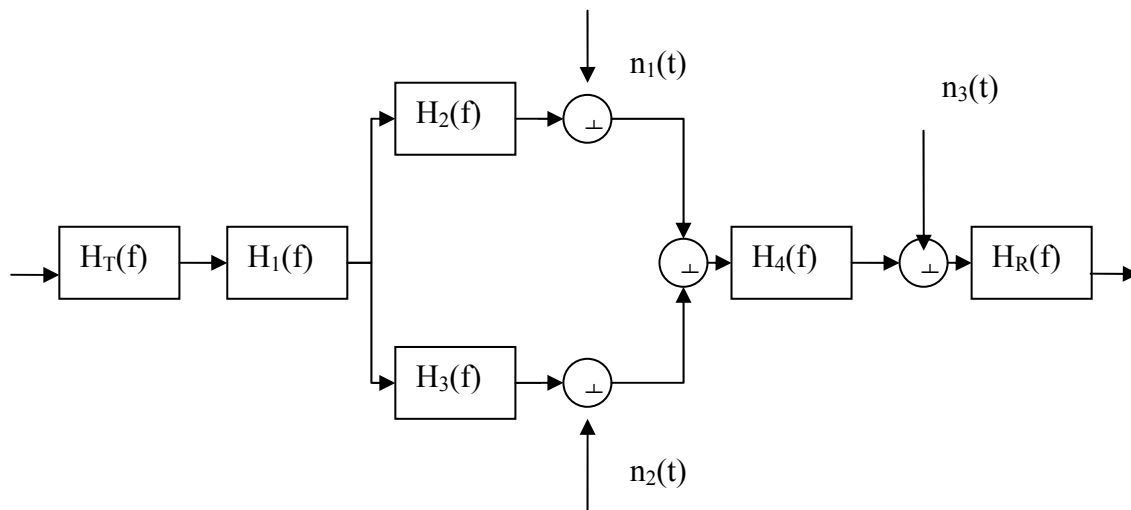 n₁(t)
n₃(t)
H₂(f)
H_T(f)
H₁(f)
H₄(f)
H_R(f)
H₃(f)
n₂(t)